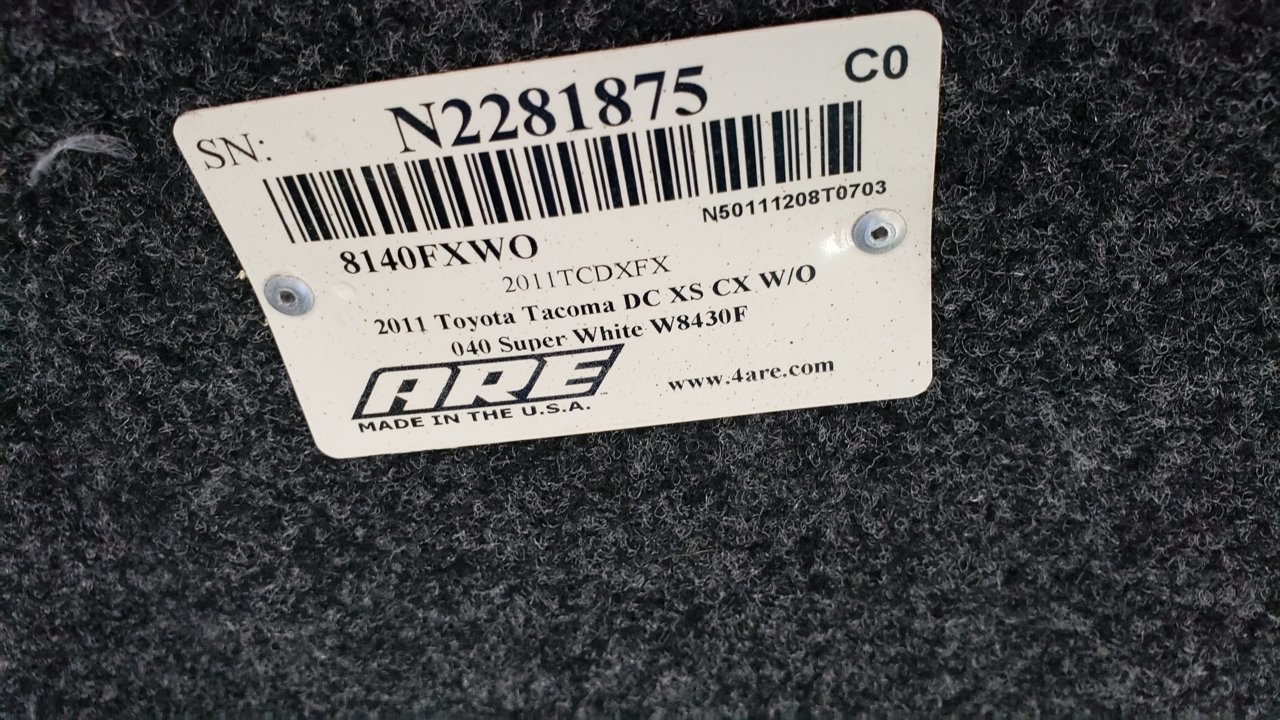 C0
SN: N2281875
N50111208T0703
8140FXWO
2011TCDXFX
2011 Toyota Tacoma DC XS CX W/O
040 Super White W8430F
ARE
www.4are.com
MADE IN THE U.S.A.